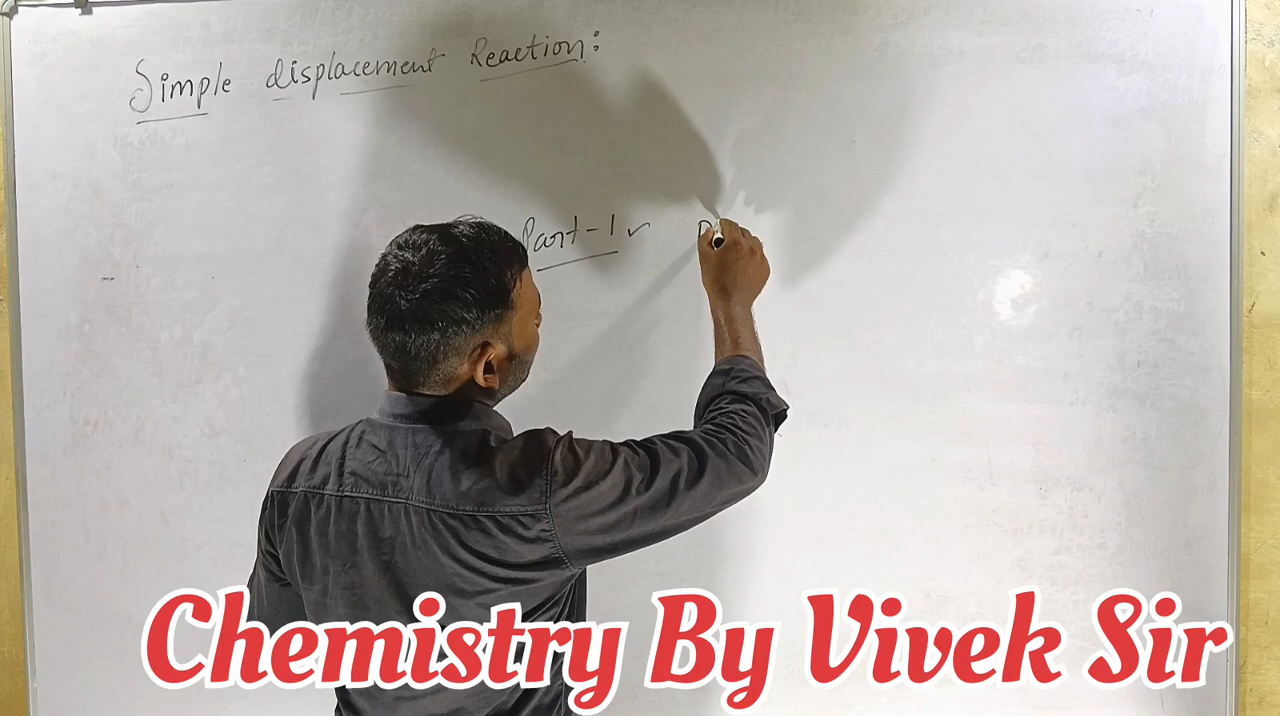 Simple displacement Reaction:
Part-1 ✓
Chemistry By Vivek Sir